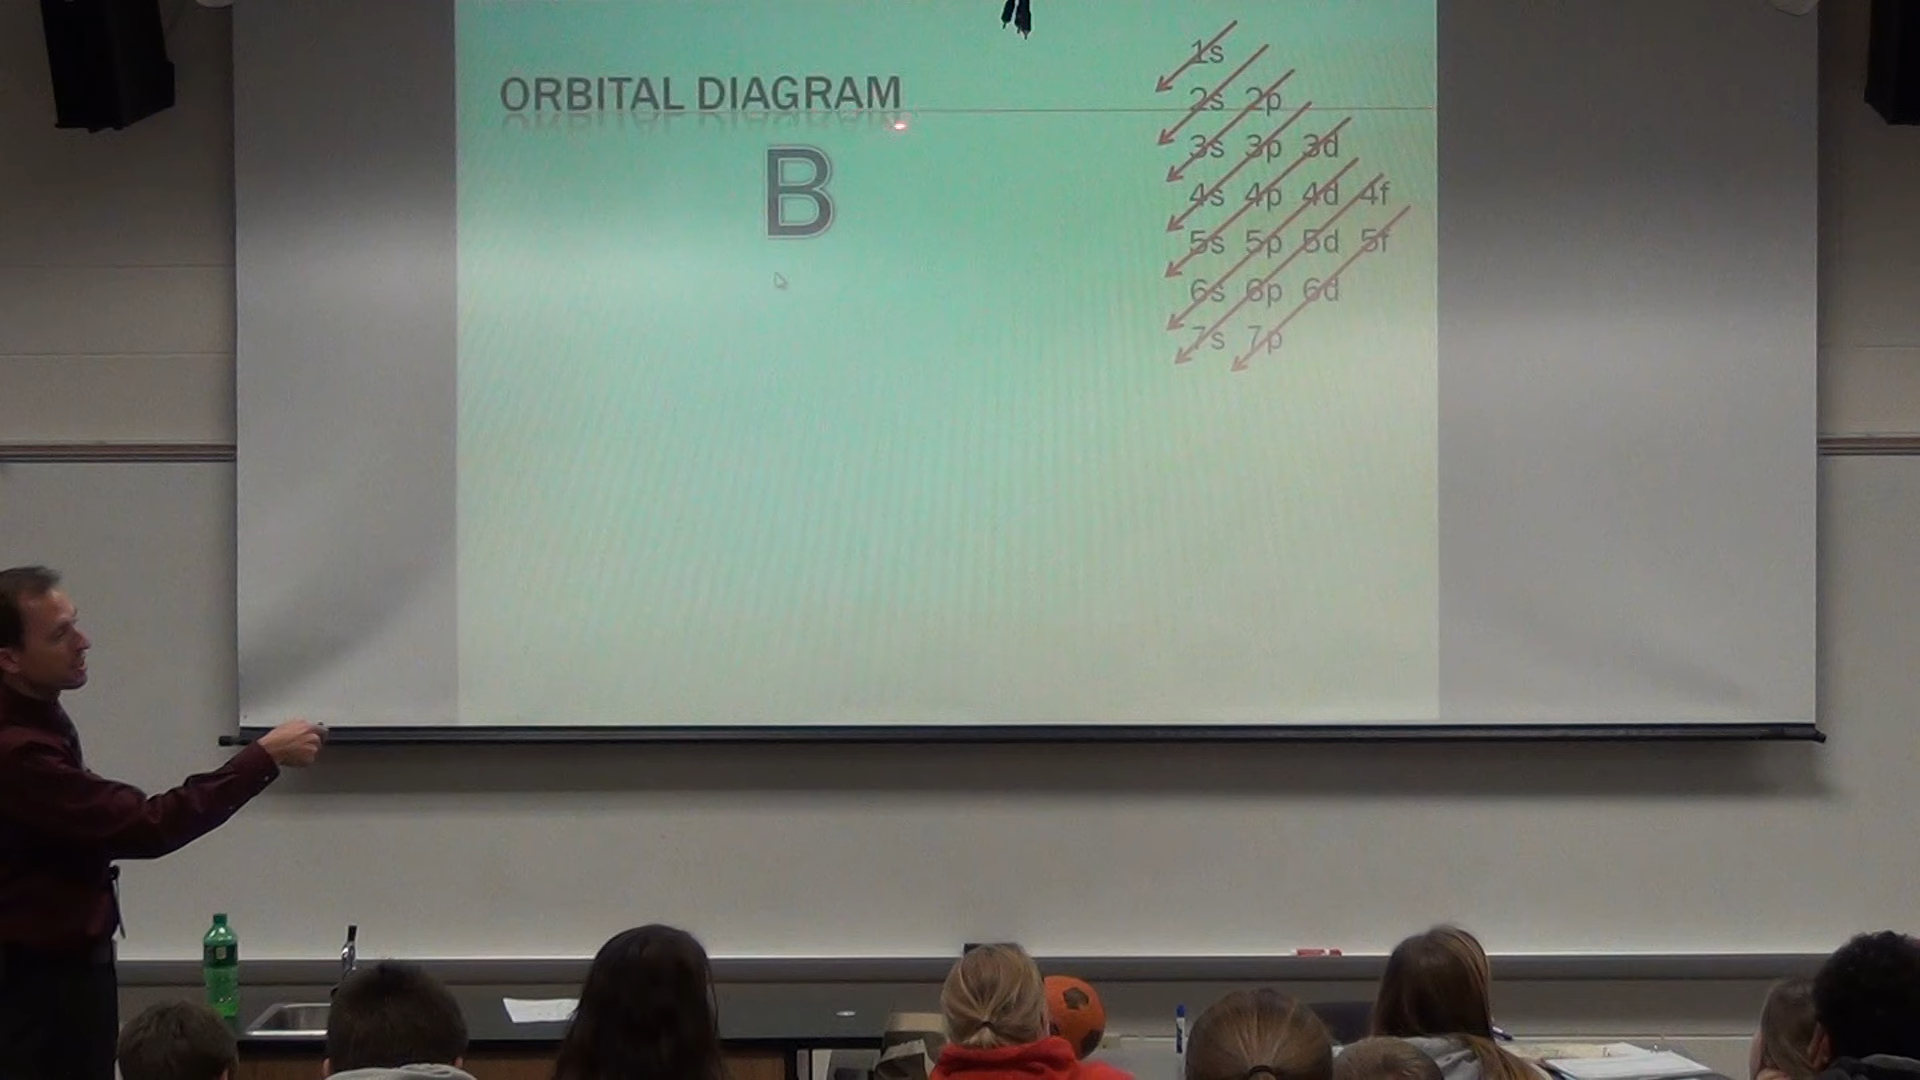 ORBITAL DIAGRAM
B
1s
2s 2p
3s 3p 3d
4s 4p 4d 4f
5s 5p 5d 5f
6s 6p 6d
7s 7p